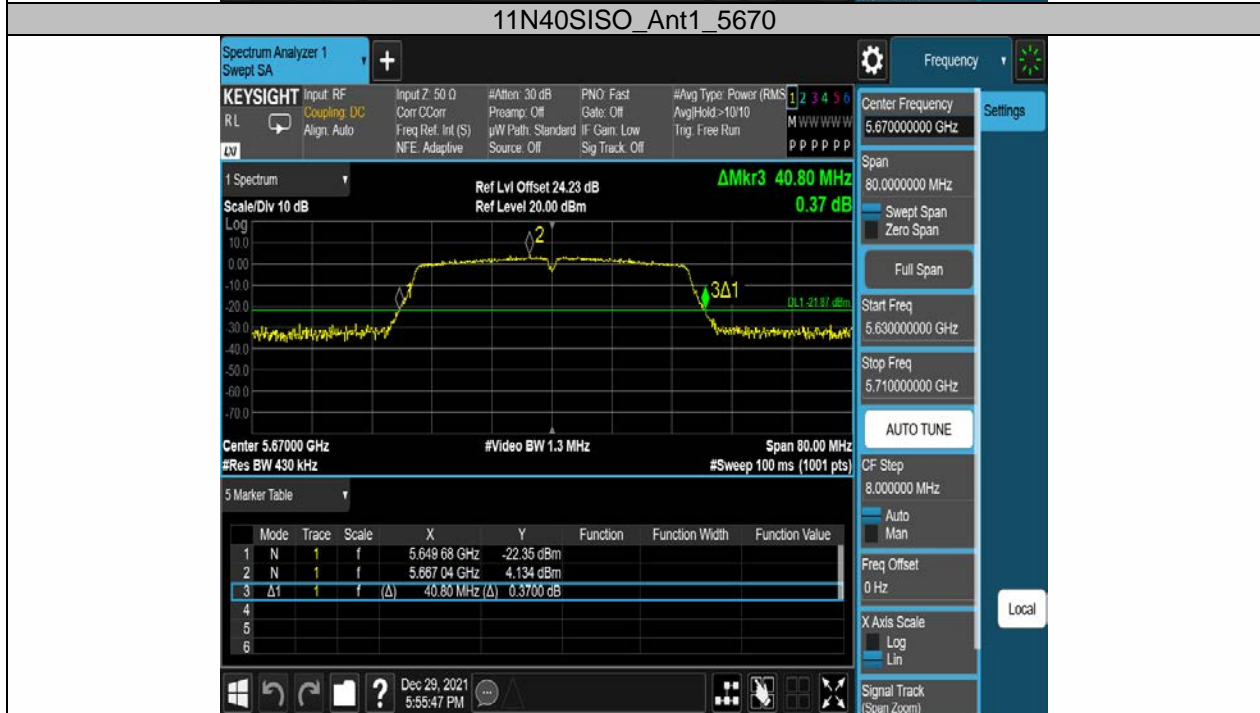 11N40SISO_Ant1_5670
Spectrum Analyzer 1
Swept SA
+
Frequency
KEYSIGHT
RL
LXI
Input: RF
Coupling: DC
Align: Auto
Input Z: 50 Ω
Corr CCorr
Freq Ref: Int (S)
NFE: Adaptive
#Atten: 30 dB
Preamp: Off
µW Path: Standard
Source: Off
PNO: Fast
Gate: Off
IF Gain: Low
Sig Track: Off
#Avg Type: Power (RMS
Avg|Hold:>10/10
Trig: Free Run
1 2 3 4 5 6
M W W W W W
P P P P P P
Center Frequency
5.670000000 GHz
Settings
Span
80.0000000 MHz
Swept Span
Zero Span
Full Span
Start Freq
5.630000000 GHz
Stop Freq
5.710000000 GHz
AUTO TUNE
CF Step
8.000000 MHz
Auto
Man
Freq Offset
0 Hz
X Axis Scale
Log
Lin
Signal Track
(Span Zoom)
Local
1 Spectrum
Scale/Div 10 dB
Ref Lvl Offset 24.23 dB
Ref Level 20.00 dBm
ΔMkr3 40.80 MHz
0.37 dB
Log
10.0
0.00
-10.0
-20.0
-30.0
-40.0
-50.0
-60.0
-70.0
1
2
3Δ1
DL1 -21.87 dBm
Center 5.67000 GHz
#Video BW 1.3 MHz
Span 80.00 MHz
#Res BW 430 kHz
#Sweep 100 ms (1001 pts)
5 Marker Table
Mode Trace Scale X Y Function Function Width Function Value
1 N 1 f 5.649 68 GHz -22.35 dBm
2 N 1 f 5.667 04 GHz 4.134 dBm
3 Δ1 1 f (Δ) 40.80 MHz (Δ) 0.3700 dB
4
5
6
?
Dec 29, 2021
5:55:47 PM